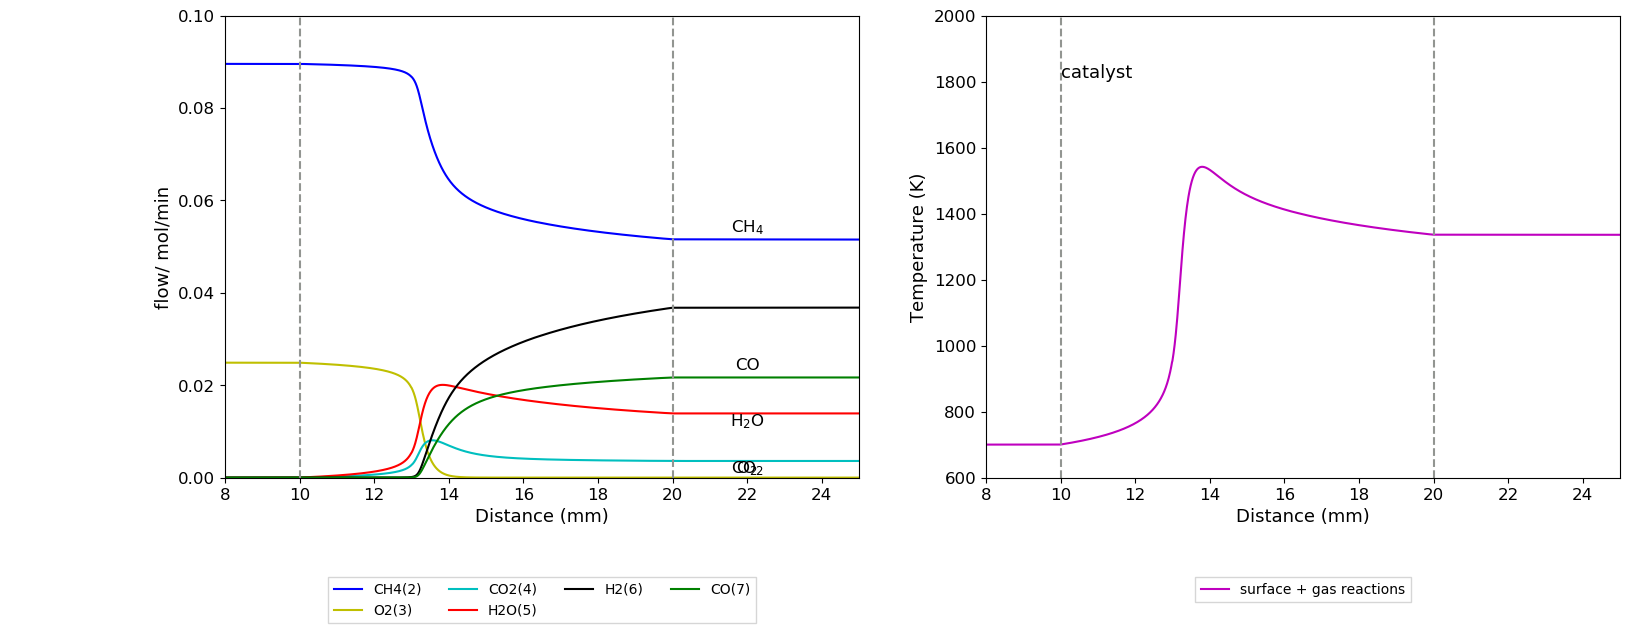 0.10
0.08
0.06
0.04
0.02
0.00
flow/ mol/min
CH4
CO
H2O
CO2
O2
8 10 12 14 16 18 20 22 24
Distance (mm)
CH4(2) CO2(4) H2(6) CO(7)
O2(3) H2O(5)
2000
1800
1600
1400
1200
1000
800
600
Temperature (K)
catalyst
8 10 12 14 16 18 20 22 24
Distance (mm)
surface + gas reactions